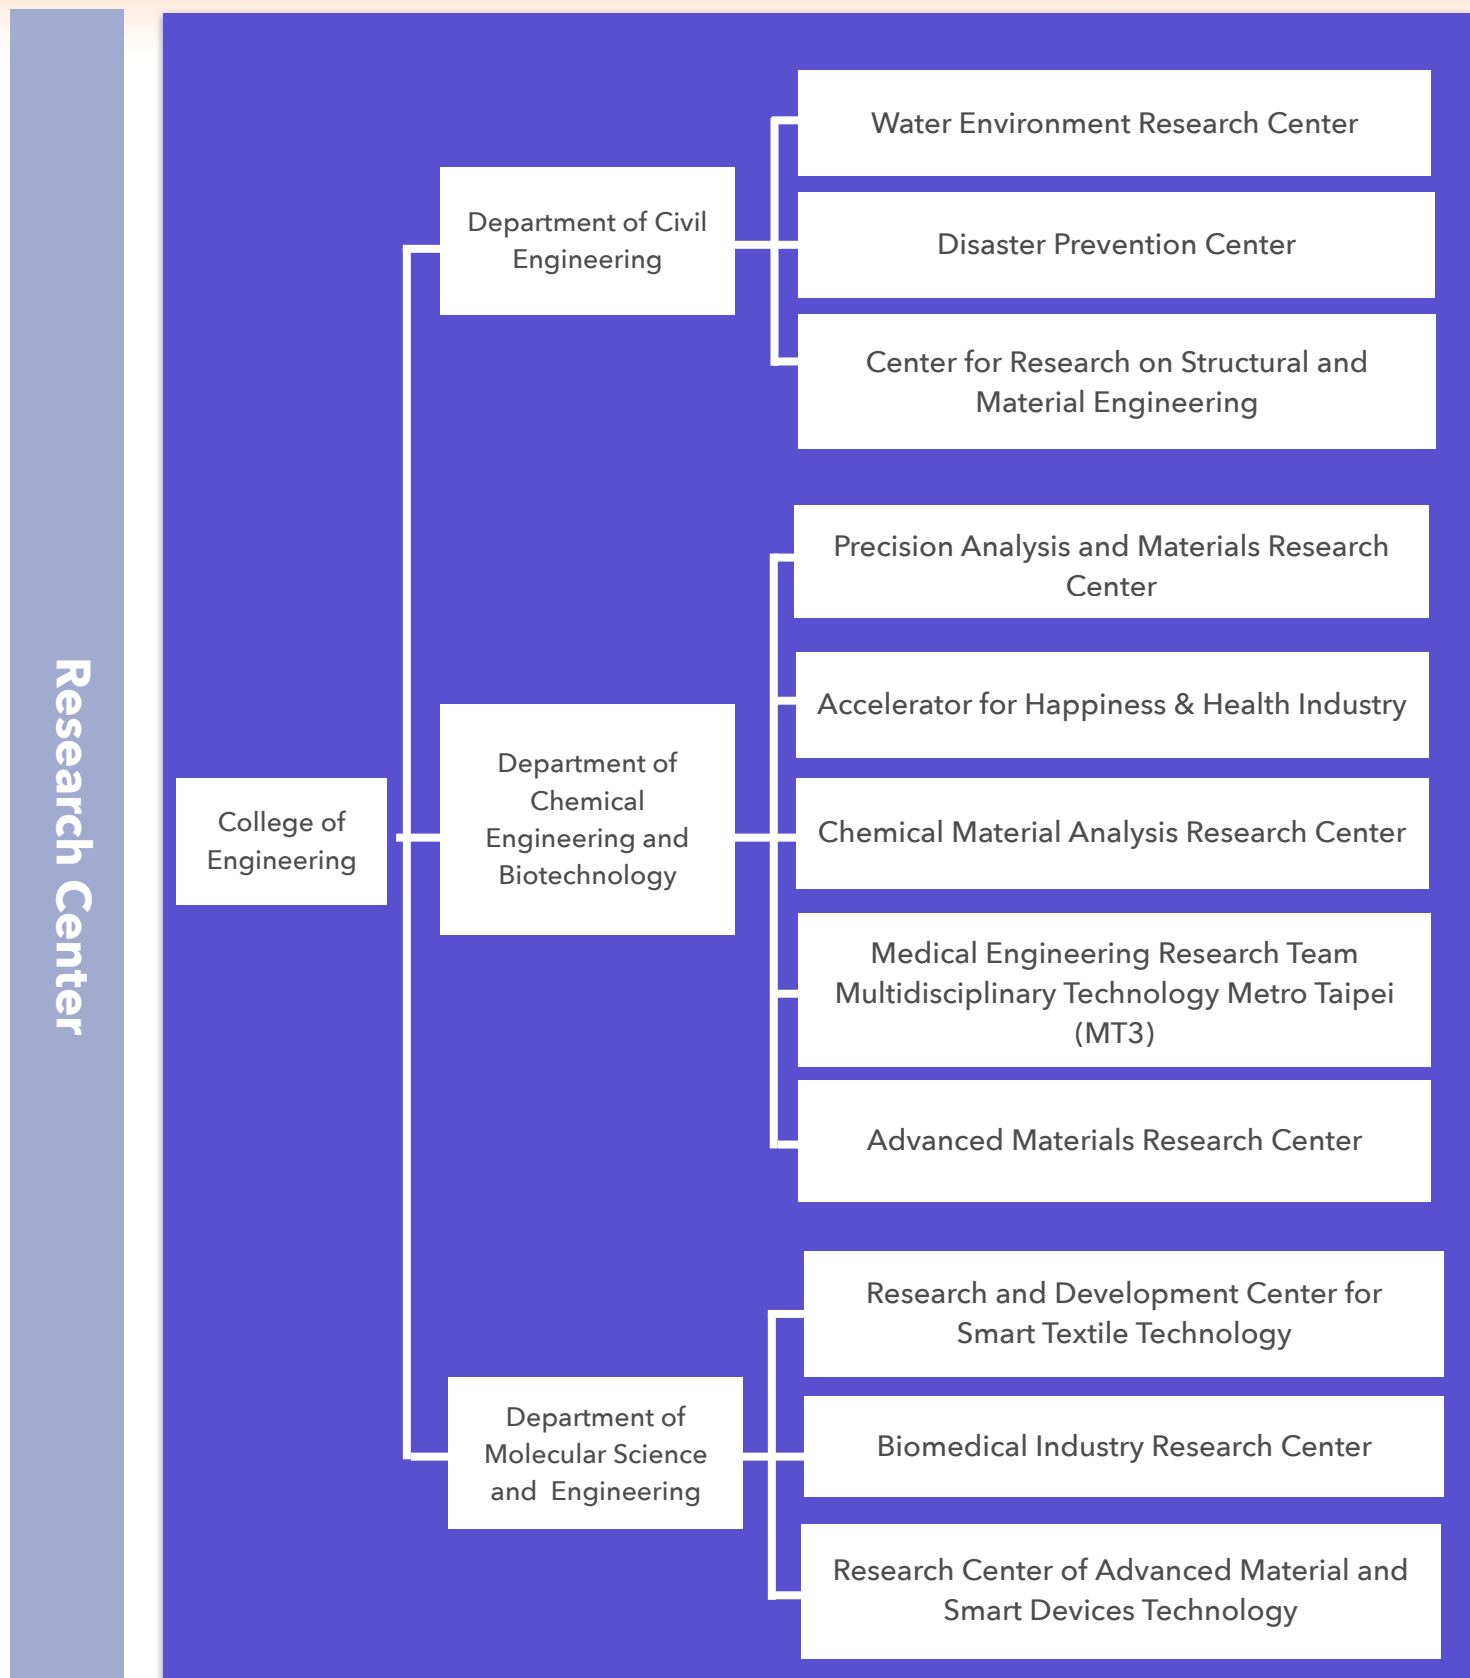 Research Center
College of
Engineering
Department of Civil
Engineering
Water Environment Research Center
Disaster Prevention Center
Center for Research on Structural and
Material Engineering
Department of
Chemical
Engineering and
Biotechnology
Precision Analysis and Materials Research
Center
Accelerator for Happiness & Health Industry
Chemical Material Analysis Research Center
Medical Engineering Research Team
Multidisciplinary Technology Metro Taipei
(MT3)
Advanced Materials Research Center
Department of
Molecular Science
and  Engineering
Research and Development Center for
Smart Textile Technology
Biomedical Industry Research Center
Research Center of Advanced Material and
Smart Devices Technology